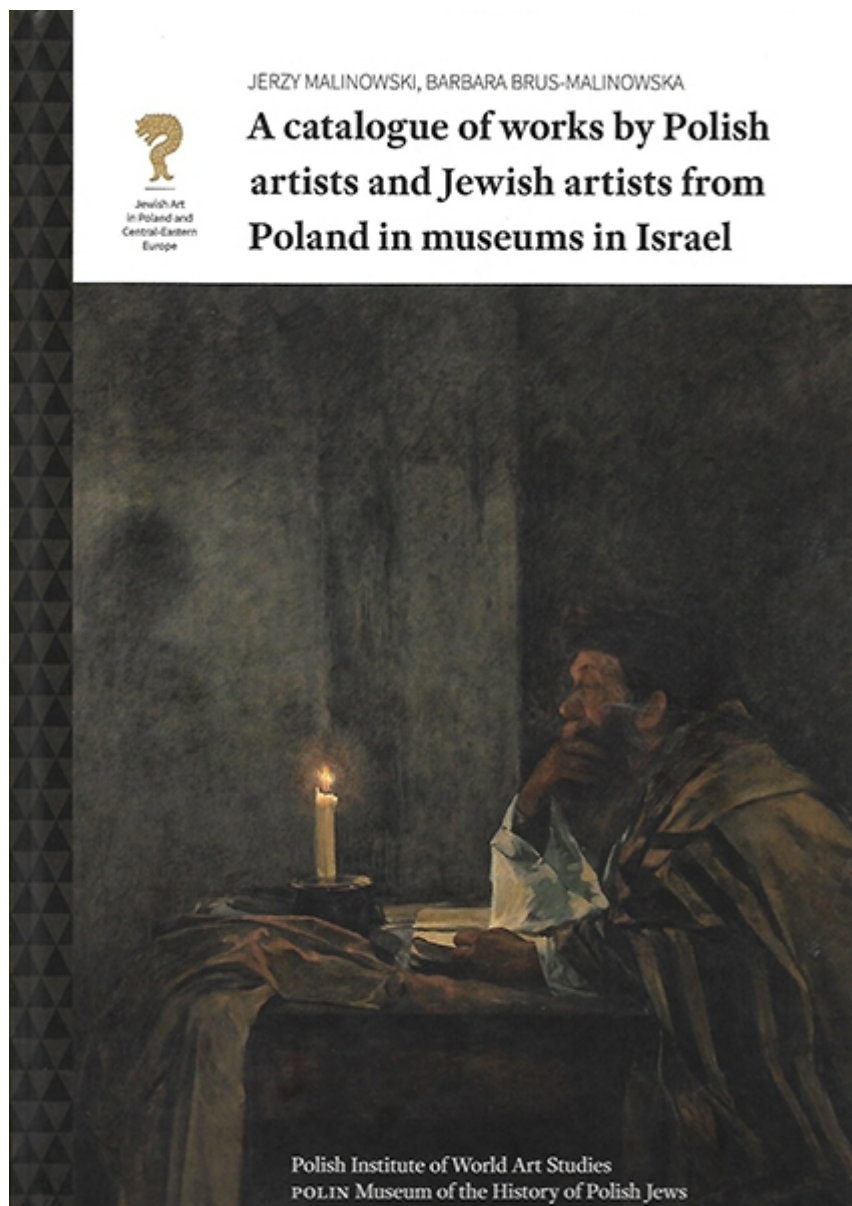 JERZY MALINOWSKI, BARBARA BRUS-MALINOWSKA
A catalogue of works by Polish
artists and Jewish artists from
Poland in museums in Israel
Jewish Art
in Poland and
Central-Eastern
Europe
Polish Institute of World Art Studies
POLIN Museum of the History of Polish Jews